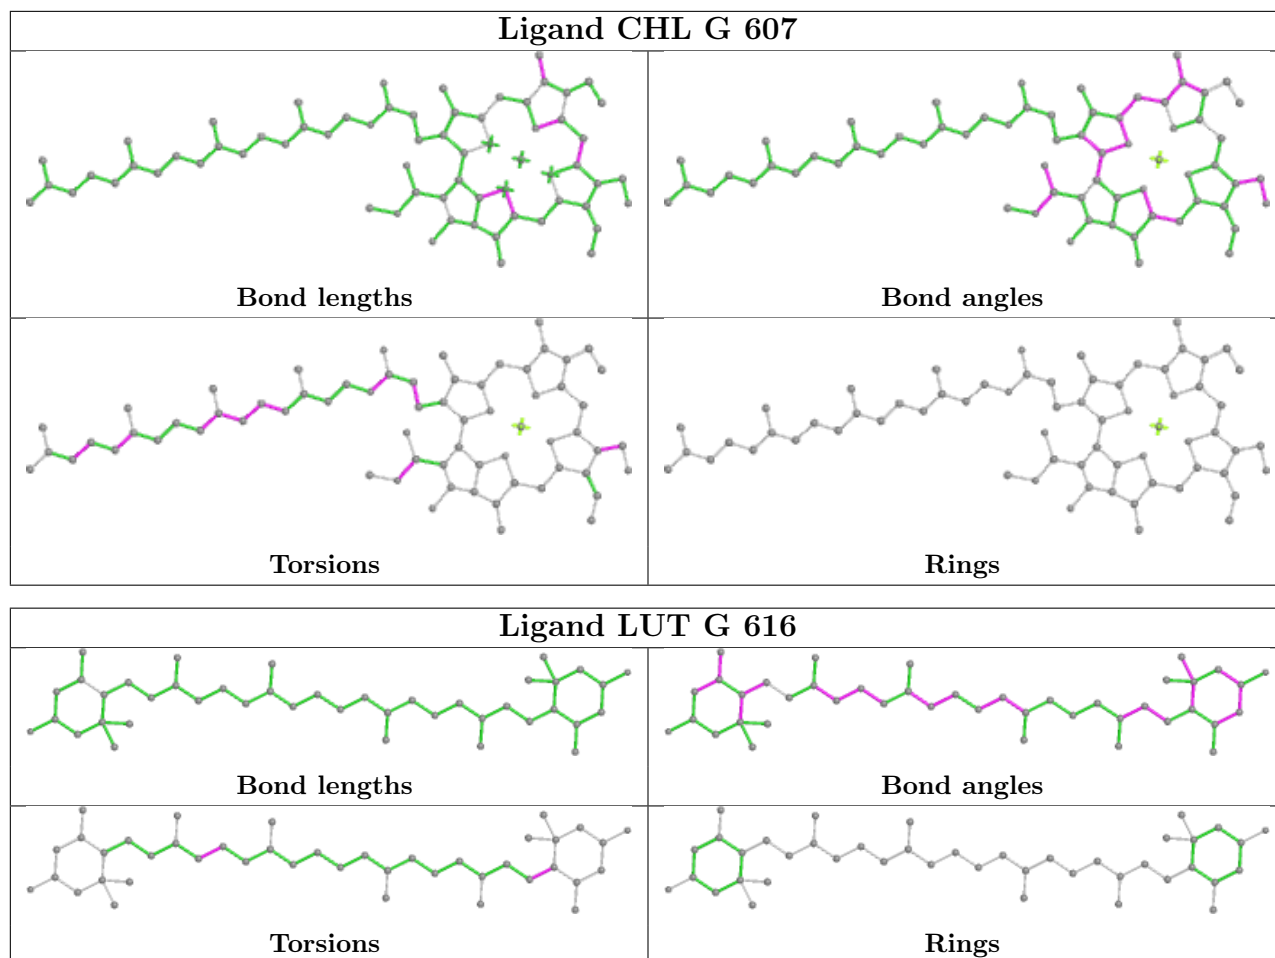 Ligand CHL G 607
Bond lengths
Bond angles
Torsions
Rings
Ligand LUT G 616
Bond lengths
Bond angles
Torsions
Rings